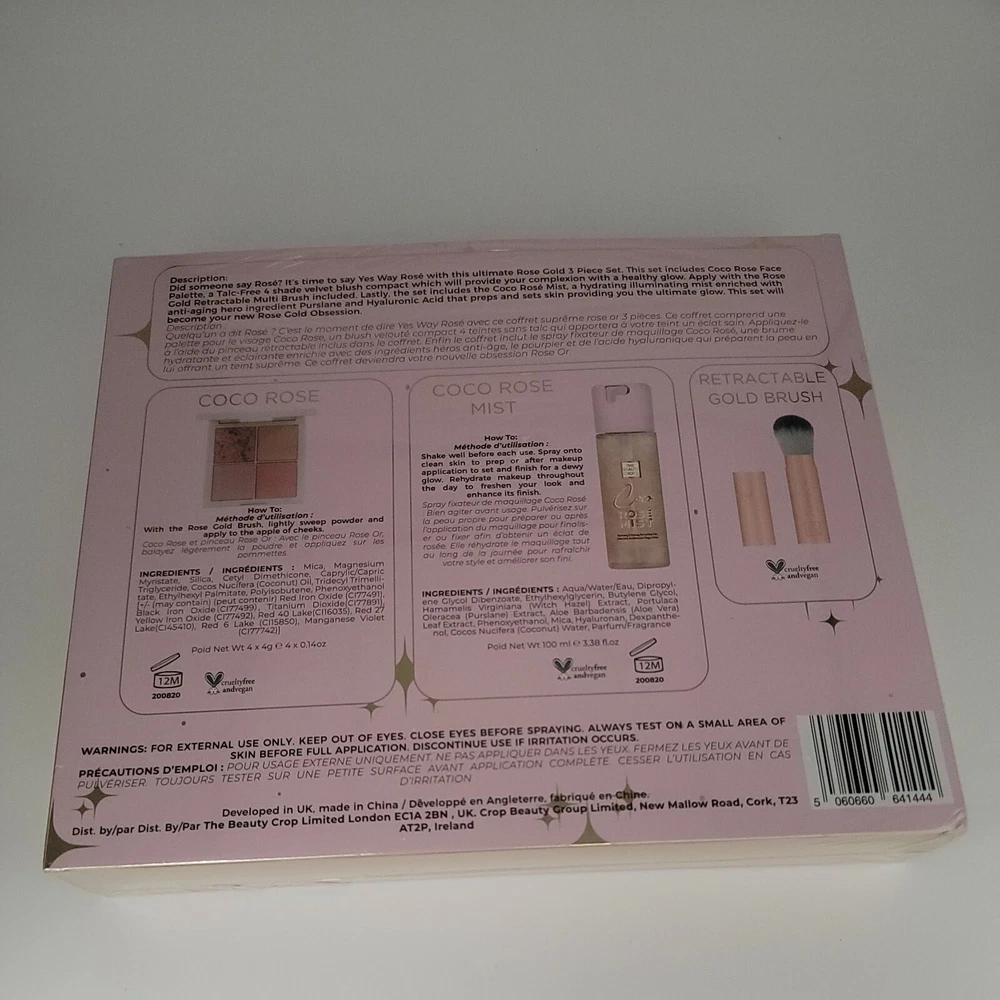 Description:
Did someone say Rosé? It's time to say Yes Way Rosé with this ultimate Rose Gold 3 Piece Set. This set includes Coco Rose Face
Palette, a Talc-Free 4 shade velvet blush compact which will provide your complexion with a healthy glow. Apply with the Rose
Gold Retractable Multi Brush included. Lastly, the set includes the Coco Rosé Mist, a hydrating illuminating mist enriched with
anti-aging hero ingredient Purslane and Hyaluronic Acid that preps and sets skin providing you the ultimate glow. This set will
become your new Rose Gold Obsession.
Description:
Quelqu'un a dit Rosé ? C'est le moment de dire Yes Way Rosé avec ce coffret suprême rose or 3 pièces. Ce coffret comprend une
palette pour le visage Coco Rose, un blush velouté compact 4 teintes sans talc qui apportera à votre teint un éclat sain. Appliquez-le
à l'aide du pinceau rétractable inclus dans le coffret. Enfin le coffret inclut le spray fixateur de maquillage Coco Rosé, une brume
hydratante et éclairante enrichie avec des ingrédients héros anti-âge, le pourpier et de l'acide hyaluronique qui préparent la peau en
lui offrant un teint suprême. Ce coffret deviendra votre nouvelle obsession Rose Or.
COCO ROSE
How To:
Méthode d'utilisation :
With the Rose Gold Brush, lightly sweep powder and
apply to the apple of cheeks.
Coco Rose et pinceau Rose Or : Avec le pinceau Rose Or,
balayez légèrement la poudre et appliquez sur les
pommettes.
INGREDIENTS / INGRÉDIENTS : Mica, Magnesium
Myristate, Silica, Cetyl Dimethicone, Caprylic/Capric
Triglyceride, Cocos Nucifera (Coconut) Oil, Tridecyl Trimelli-
tate, Ethylhexyl Palmitate, Polyisobutene, Phenoxyethanol
[+/- (may contain) (peut contenir) Red Iron Oxide (CI77491),
Black Iron Oxide (CI77499), Titanium Dioxide(CI77891),
Yellow Iron Oxide (CI77492), Red 40 Lake(CI16035), Red 27
Lake(CI45410), Red 6 Lake (CI15850), Manganese Violet
(CI77742)]
Poid Net Wt 4 x 4g ℮ 4 x 0.14oz
12M
200820
crueltyfree
andvegan
COCO ROSE
MIST
How To:
Méthode d'utilisation :
Shake well before each use. Spray onto
clean skin to prep or after makeup
application to set and finish for a dewy
glow. Rehydrate makeup throughout
the day to freshen your look and
enhance its finish.
Spray fixateur de maquillage Coco Rosé
: Bien agiter avant usage. Pulvérisez sur
la peau propre pour préparer ou après
l'application du maquillage pour finalis-
er ou fixer afin d'obtenir un éclat de
rosée. Elle réhydrate le maquillage tout
au long de la journée pour rafraîchir
votre style et améliorer son fini.
Coco
ROSÉ
MIST
INGREDIENTS / INGRÉDIENTS : Aqua/Water/Eau, Dipropyl-
ene Glycol Dibenzoate, Ethylhexylglycerin, Butylene Glycol,
Hamamelis Virginiana (Witch Hazel) Extract, Portulaca
Oleracea (Purslane) Extract, Aloe Barbadensis (Aloe Vera)
Leaf Extract, Phenoxyethanol, Mica, Hyaluronan, Dexpanthe-
nol, Cocos Nucifera (Coconut) Water, Parfum/Fragrance
Poid Net Wt 100 ml ℮ 3.38 fl.oz
crueltyfree
andvegan
12M
200820
RETRACTABLE
GOLD BRUSH
crueltyfree
andvegan
WARNINGS: FOR EXTERNAL USE ONLY. KEEP OUT OF EYES. CLOSE EYES BEFORE SPRAYING. ALWAYS TEST ON A SMALL AREA OF
SKIN BEFORE FULL APPLICATION. DISCONTINUE USE IF IRRITATION OCCURS.
PRÉCAUTIONS D'EMPLOI : POUR USAGE EXTERNE UNIQUEMENT. NE PAS APPLIQUER DANS LES YEUX. FERMEZ LES YEUX AVANT DE
PULVÉRISER. TOUJOURS TESTER SUR UNE PETITE SURFACE AVANT APPLICATION COMPLÈTE. CESSER L'UTILISATION EN CAS
D'IRRITATION
Developed in UK, made in China / Développé en Angleterre, fabriqué en Chine.
Dist. by/par Dist. By/Par The Beauty Crop Limited London EC1A 2BN , UK. Crop Beauty Group Limited, New Mallow Road, Cork, T23
AT2P, Ireland
5 060660 641444